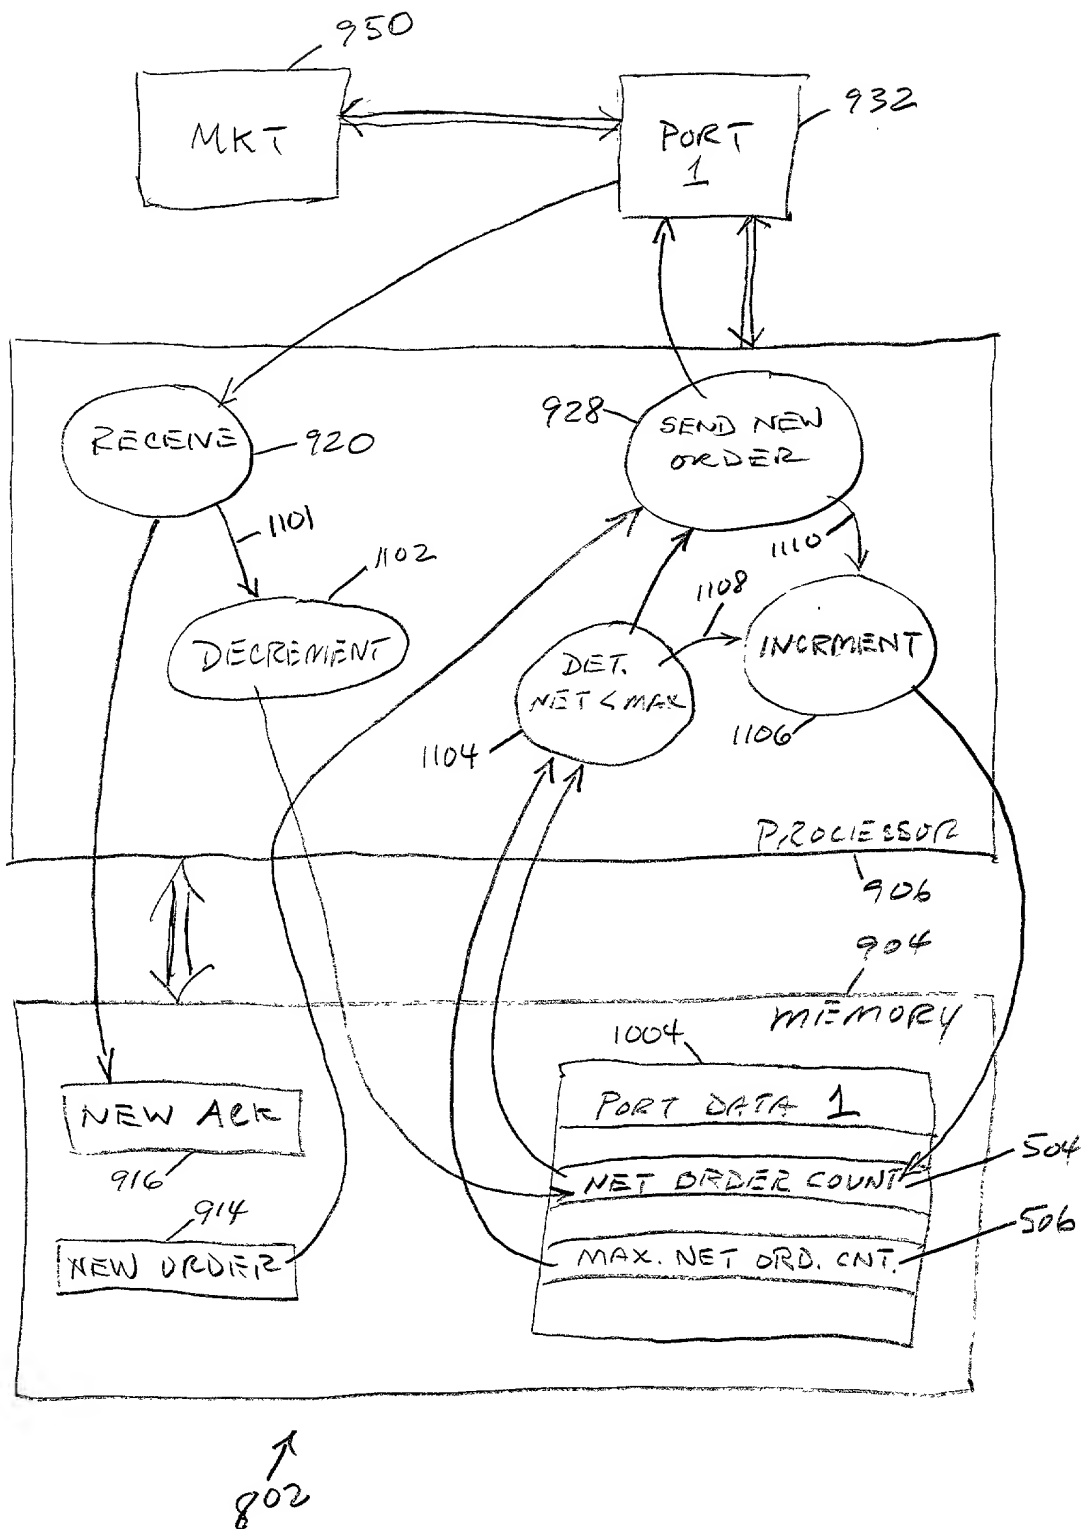 950
MKT
PORT
1
932
RECEIVE
920
928
SEND NEW
ORDER
1101
1102
DECREMENT
1110
1108
INCRMENT
DET.
NET < MAX
1104
1106
PROCESSOR
906
904
MEMORY
1004
PORT DATA 1
NEW ACK
916
NET ORDER COUNT
504
914
NEW ORDER
MAX. NET ORD. CNT.
506
802